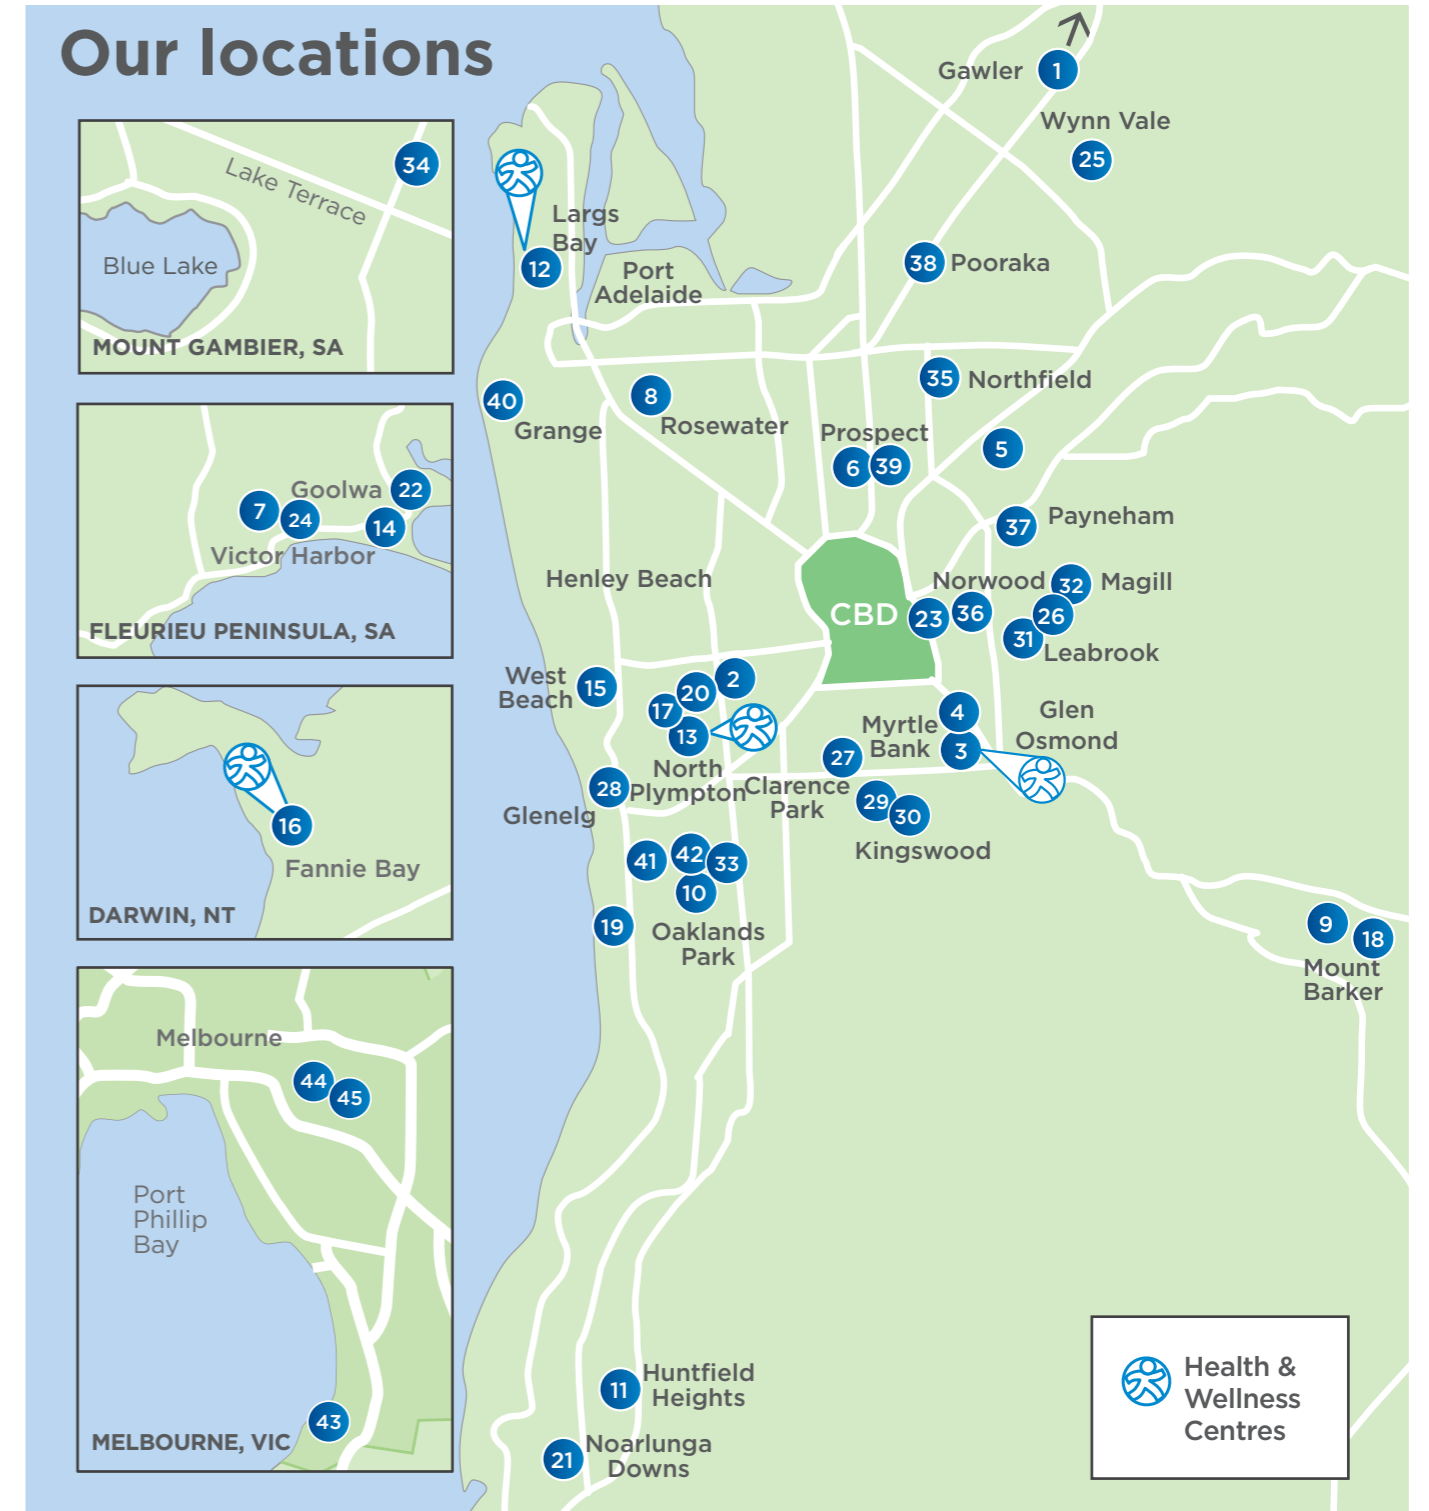 Our locations
34
Lake Terrace
Blue Lake
MOUNT GAMBIER, SA
Goolwa
22
7
24
14
Victor Harbor
FLEURIEU PENINSULA, SA
16
Fannie Bay
DARWIN, NT
Melbourne
44
45
Port
Phillip
Bay
43
MELBOURNE, VIC
Gawler
1
Wynn Vale
25
Largs
Bay
12
Port
Adelaide
38
Pooraka
35
Northfield
40
Grange
8
Rosewater
Prospect
6
39
5
37
Payneham
Henley Beach
CBD
Norwood
32
Magill
23
36
26
31
Leabrook
West
Beach
15
2
20
17
13
North
Plympton
4
Myrtle
Bank
3
Glen
Osmond
27
Clarence
Park
28
Glenelg
29
30
Kingswood
41
42
33
10
19
Oaklands
Park
9
18
Mount
Barker
11
Huntfield
Heights
21
Noarlunga
Downs
Health &
Wellness
Centres